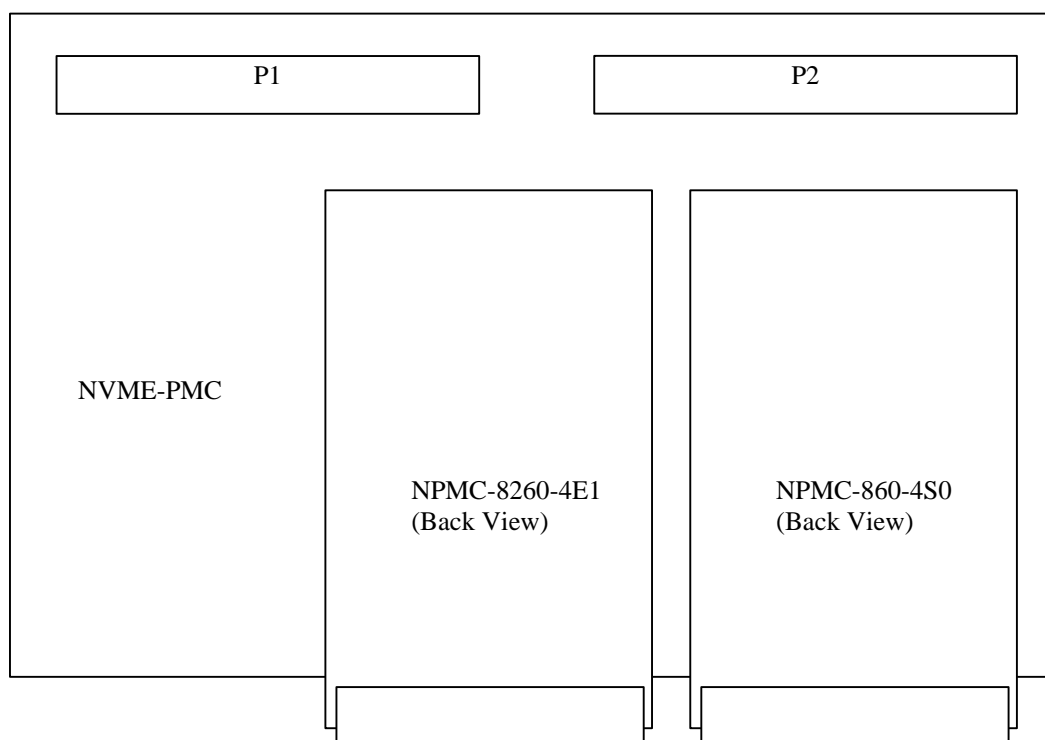 P1
P2
NVME-PMC
NPMC-8260-4E1
(Back View)
NPMC-860-4S0
(Back View)